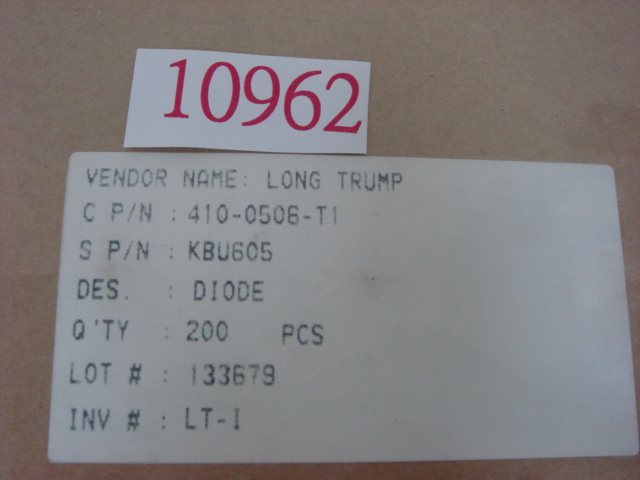 10962
VENDOR NAME: LONG TRUMP
C P/N : 410-0506-T1
S P/N : KBU605
DES. : DIODE
Q'TY : 200 PCS
LOT # : 133679
INV # : LT-I